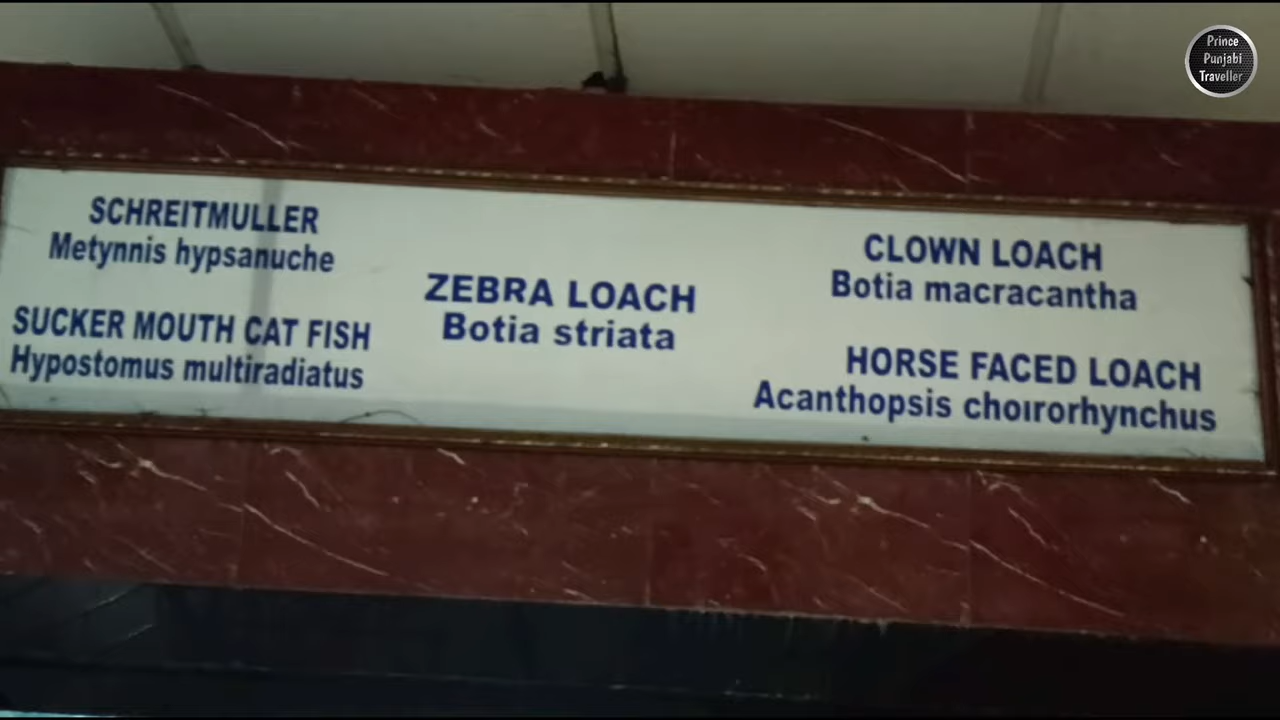 Prince
Punjabi
Traveller
SCHREITMULLER
Metynnis hypsanuche
SUCKER MOUTH CAT FISH
Hypostomus multiradiatus
ZEBRA LOACH
Botia striata
CLOWN LOACH
Botia macracantha
HORSE FACED LOACH
Acanthopsis choirorhynchus